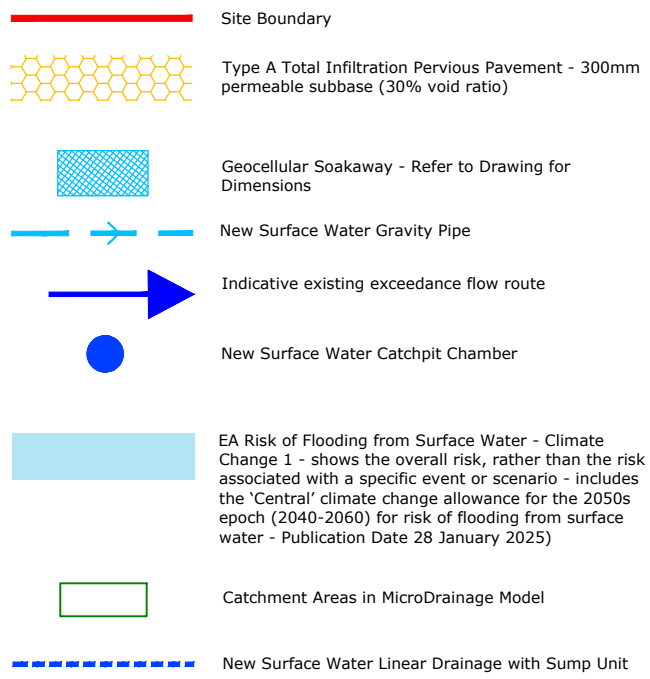 Site Boundary
Type A Total Infiltration Pervious Pavement - 300mm
permeable subbase (30% void ratio)
Geocellular Soakaway - Refer to Drawing for
Dimensions
New Surface Water Gravity Pipe
Indicative existing exceedance flow route
New Surface Water Catchpit Chamber
EA Risk of Flooding from Surface Water - Climate
Change 1 - shows the overall risk, rather than the risk
associated with a specific event or scenario - includes
the ‘Central’ climate change allowance for the 2050s
epoch (2040-2060) for risk of flooding from surface
water - Publication Date 28 January 2025)
Catchment Areas in MicroDrainage Model
New Surface Water Linear Drainage with Sump Unit